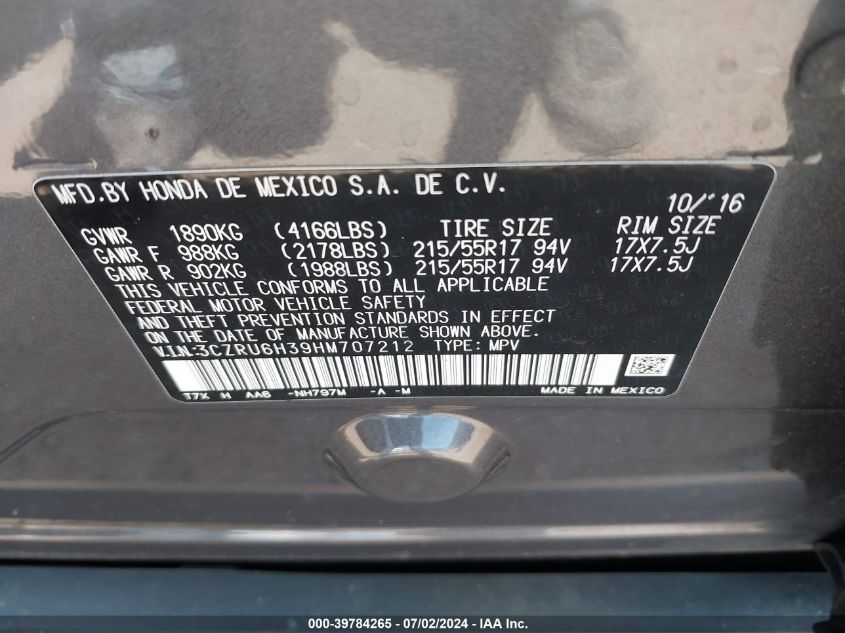 MFD.BY HONDA DE MEXICO S.A. DE C.V. 10/'16
GVWR 1890KG (4166LBS) TIRE SIZE RIM SIZE
GAWR F 988KG (2178LBS) 215/55R17 94V 17X7.5J
GAWR R 902KG (1988LBS) 215/55R17 94V 17X7.5J
THIS VEHICLE CONFORMS TO ALL APPLICABLE
FEDERAL MOTOR VEHICLE SAFETY
AND THEFT PREVENTION STANDARDS IN EFFECT
ON THE DATE OF MANUFACTURE SHOWN ABOVE.
V.I.N:3CZRU6H39HM707212 TYPE: MPV
T7X H AA6 -NH797M -A -M MADE IN MEXICO
000-39784265 - 07/02/2024 - IAA Inc.